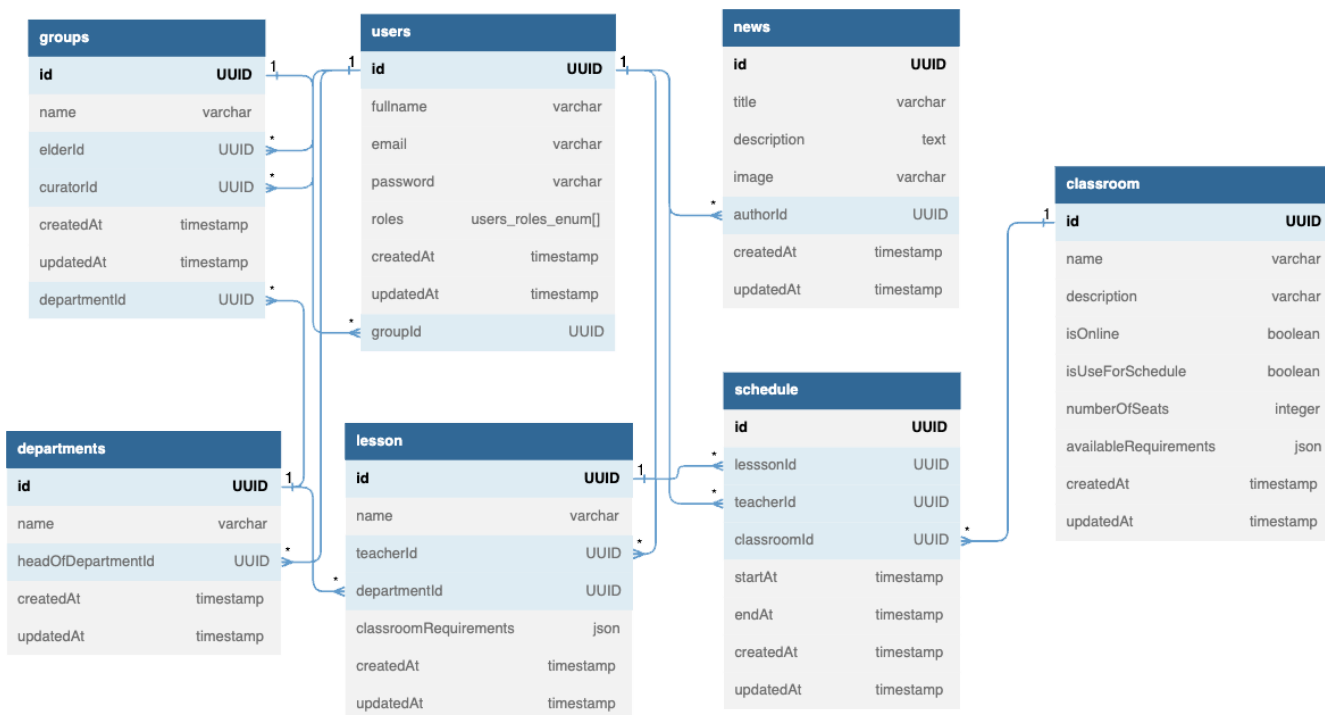 groups
id UUID
name varchar
elderId UUID
curatorId UUID
createdAt timestamp
updatedAt timestamp
departmentId UUID
1
*
*
*
users
id UUID
fullname varchar
email varchar
password varchar
roles users_roles_enum[]
createdAt timestamp
updatedAt timestamp
groupId UUID
1
1
*
news
id UUID
title varchar
description text
image varchar
authorId UUID
createdAt timestamp
updatedAt timestamp
*
classroom
id UUID
name varchar
description varchar
isOnline boolean
isUseForSchedule boolean
numberOfSeats integer
availableRequirements json
createdAt timestamp
updatedAt timestamp
1
departments
id UUID
name varchar
headOfDepartmentId UUID
createdAt timestamp
updatedAt timestamp
1
*
lesson
id UUID
name varchar
teacherId UUID
departmentId UUID
classroomRequirements json
createdAt timestamp
updatedAt timestamp
1
*
*
schedule
id UUID
lesssonId UUID
teacherId UUID
classroomId UUID
startAt timestamp
endAt timestamp
createdAt timestamp
updatedAt timestamp
*
*
*